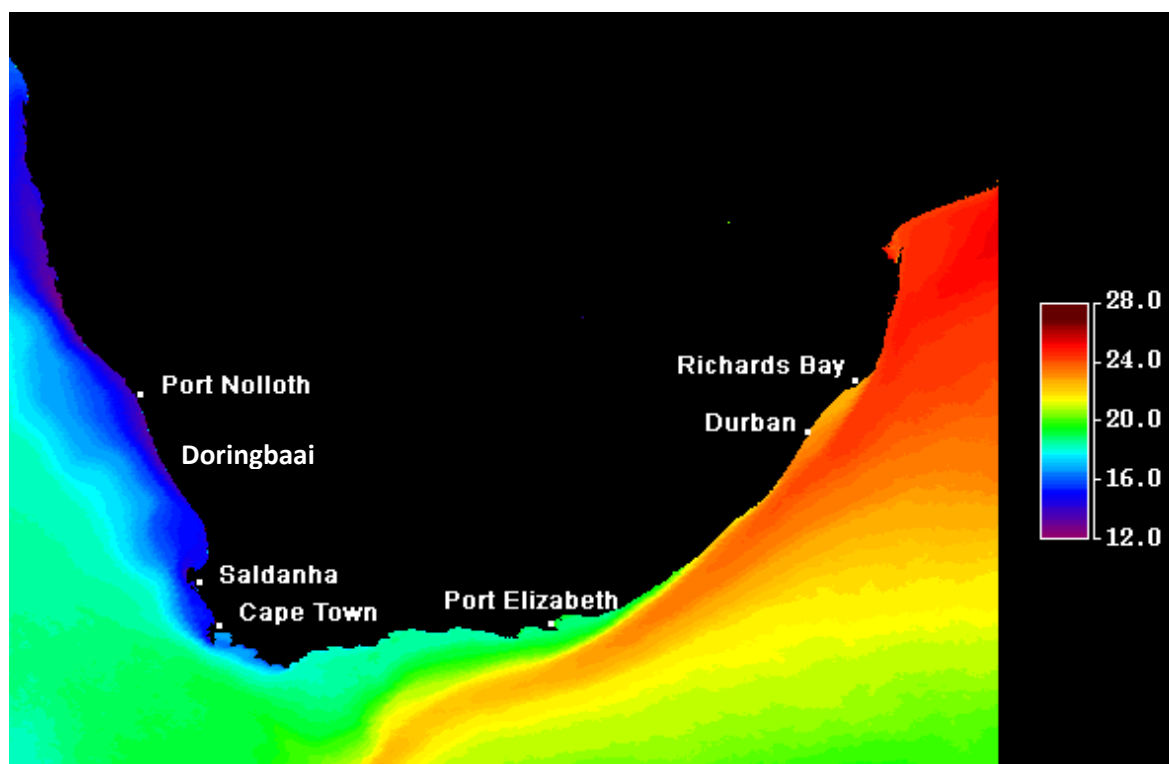 28.0
24.0
20.0
16.0
12.0
Richards Bay
Port Nolloth
Durban
Doringbaai
Saldanha
Port Elizabeth
Cape Town